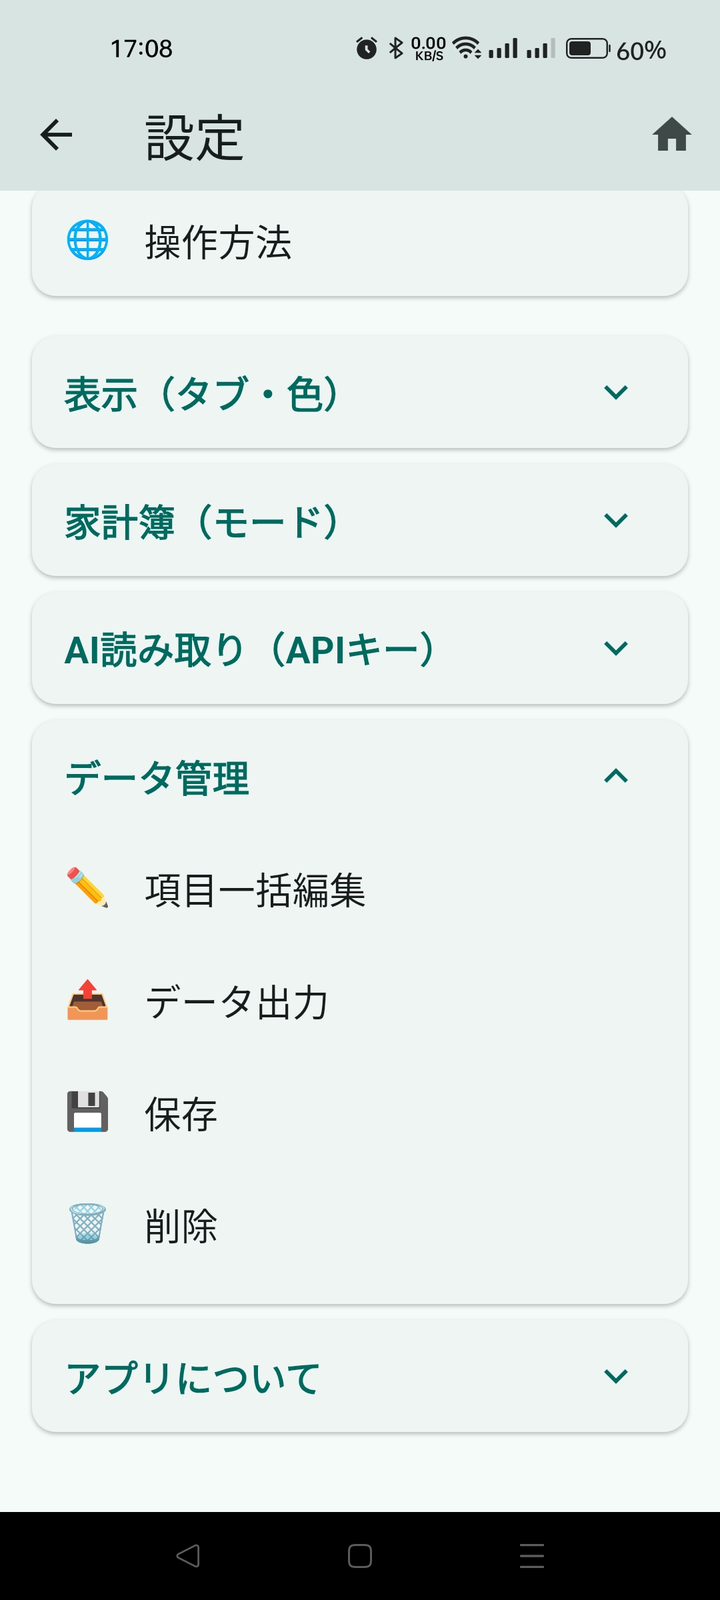 17:08 0.00 KB/S 60%
設定
操作方法
表示（タブ・色）
家計簿（モード）
AI読み取り（APIキー）
データ管理
項目一括編集
データ出力
保存
削除
アプリについて